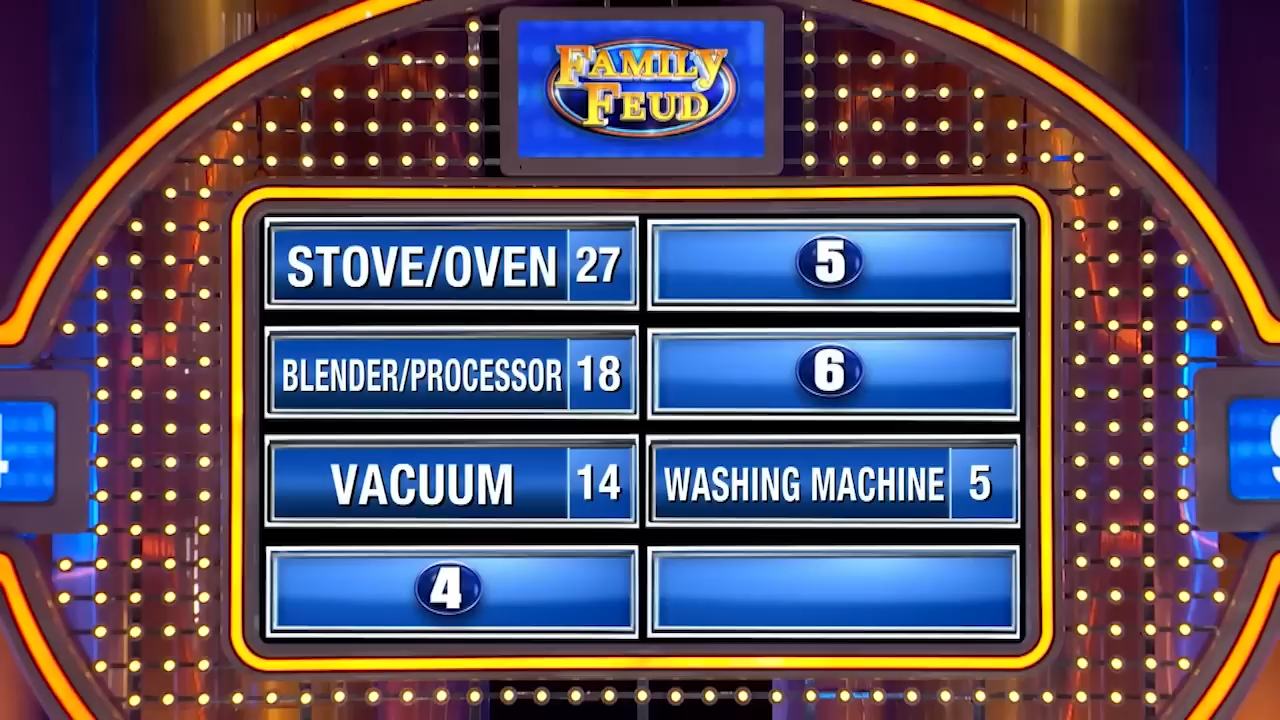 FAMILY
FEUD
STOVE/OVEN 27
BLENDER/PROCESSOR 18
VACUUM 14
4
5
6
WASHING MACHINE 5